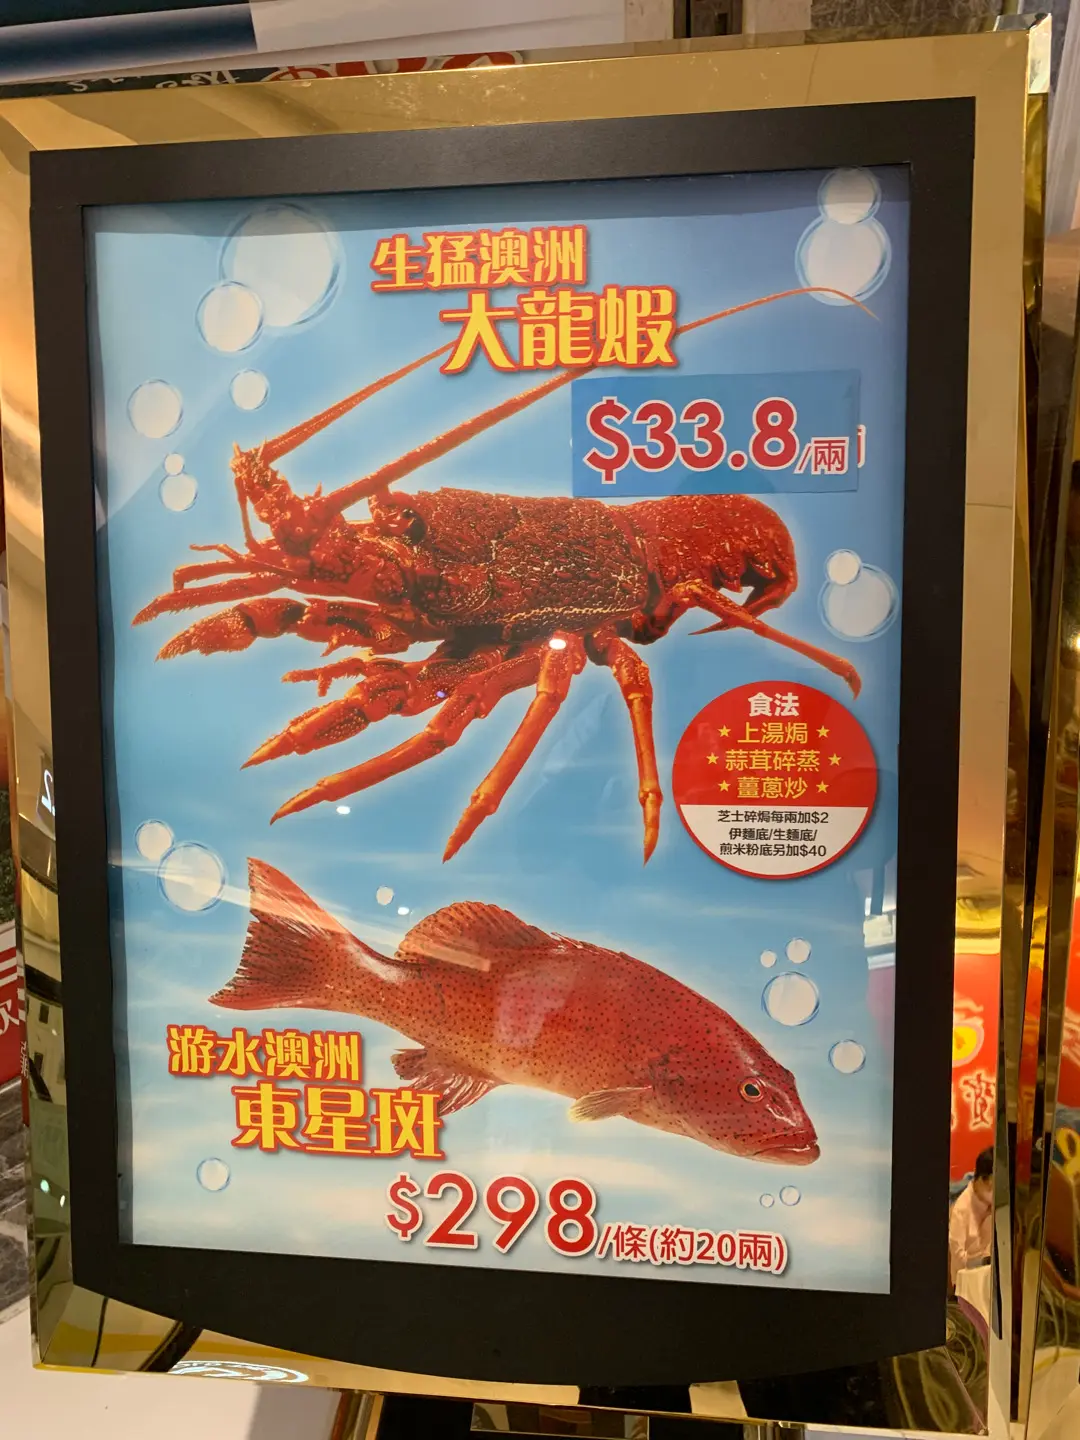 生猛澳洲
大龍蝦
$33.8/兩
食法
上湯焗
蒜茸碎蒸
薑蔥炒
芝士碎焗每兩加$2
伊麵底/生麵底/
煎米粉底另加$40
游水澳洲
東星斑
$298/條(約20兩)